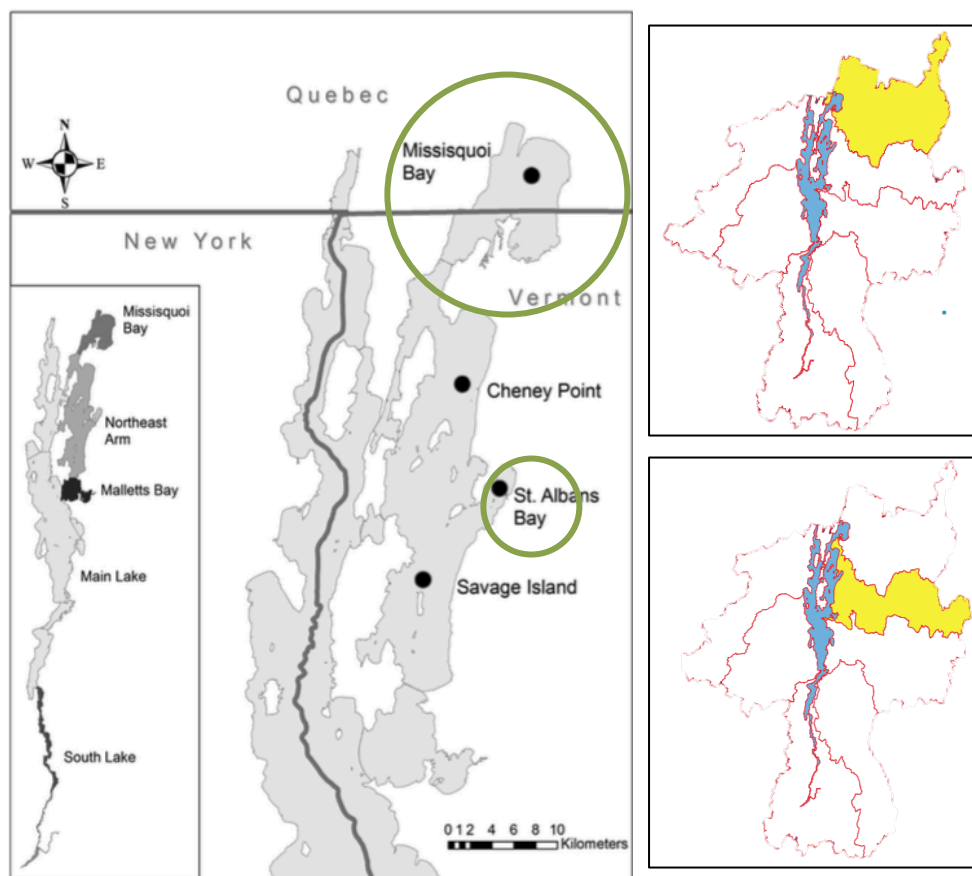 Quebec
N
W E
S
Missisquoi
Bay
New York
Vermont
Missisquoi
Bay
Northeast
Arm
Malletts Bay
Main Lake
South Lake
Cheney Point
St. Albans
Bay
Savage Island
0 1 2 4 6 8 10
Kilometers